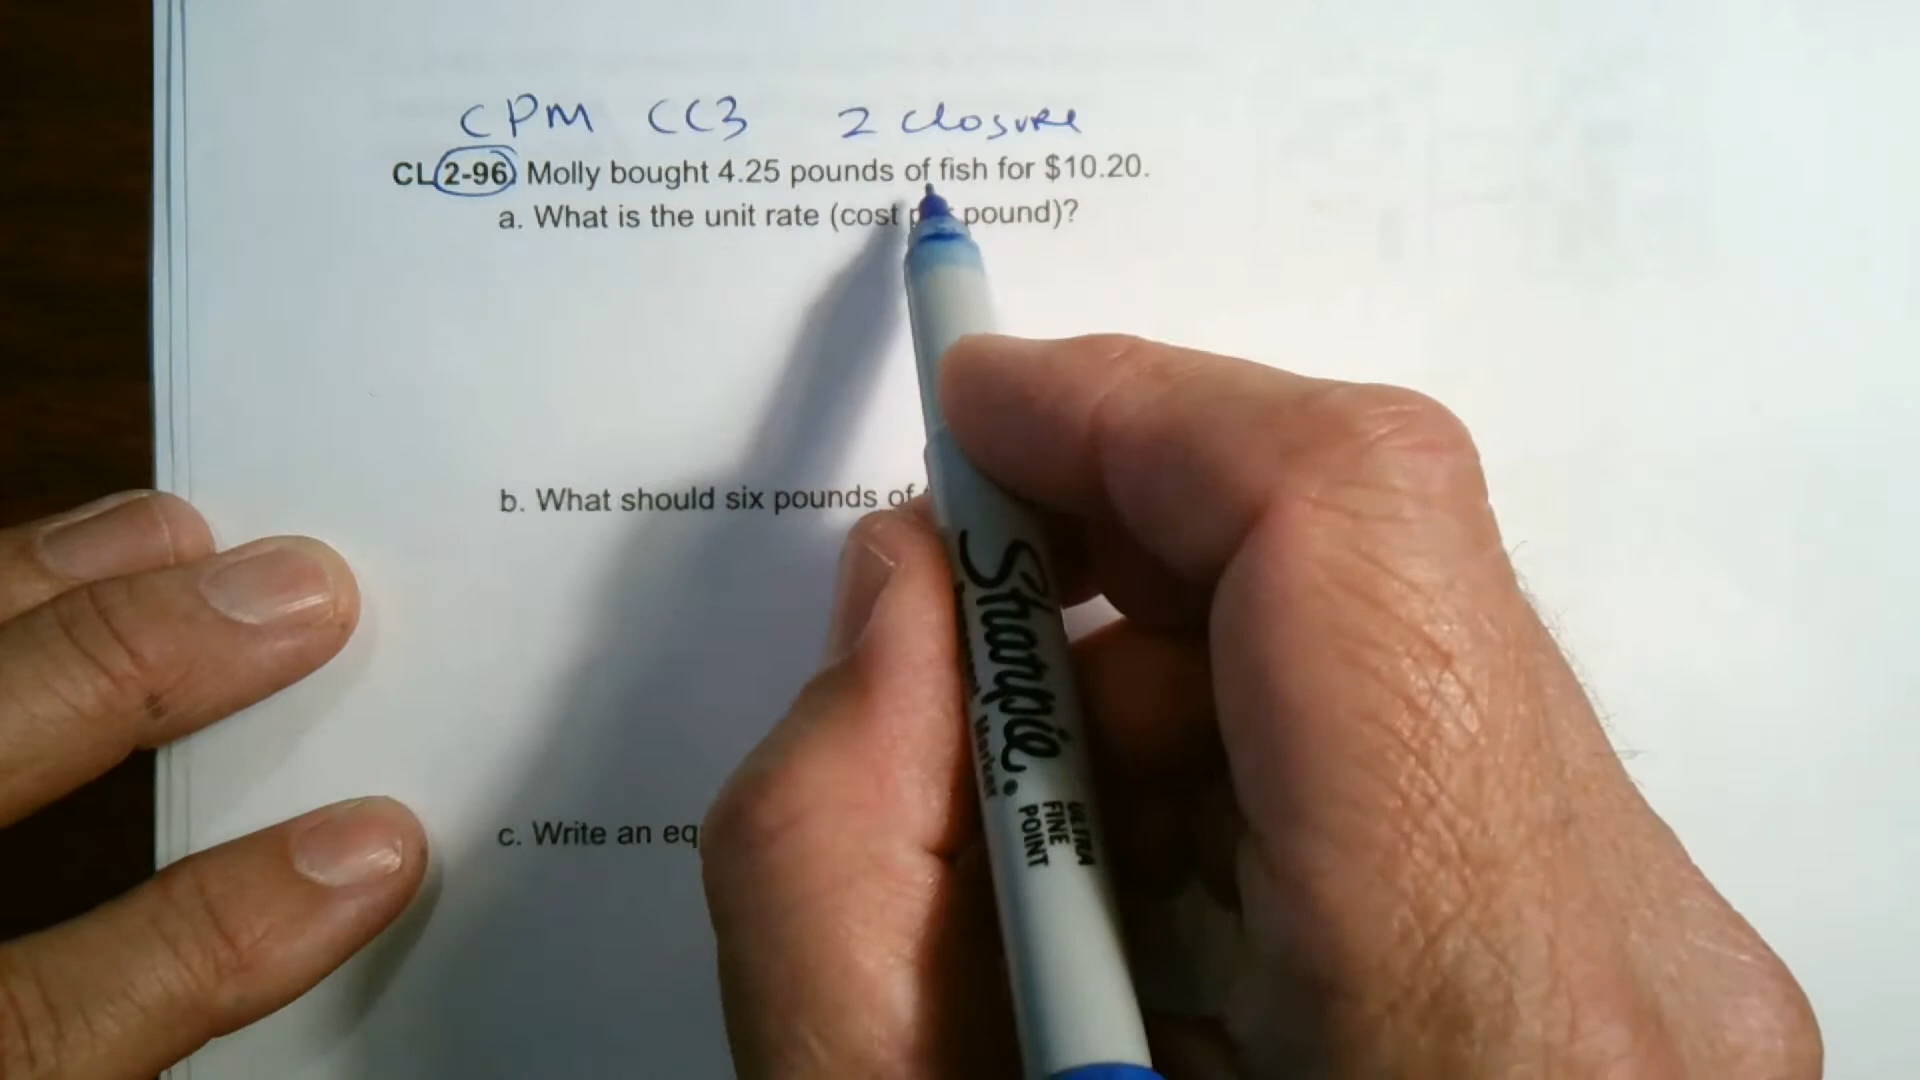 CPM CC3 2 closure
CL 2-96 Molly bought 4.25 pounds of fish for $10.20.
a. What is the unit rate (cost pound)?
b. What should six pounds of
c. Write an eq
Sharpie.
Marker
ULTRA
FINE
POINT